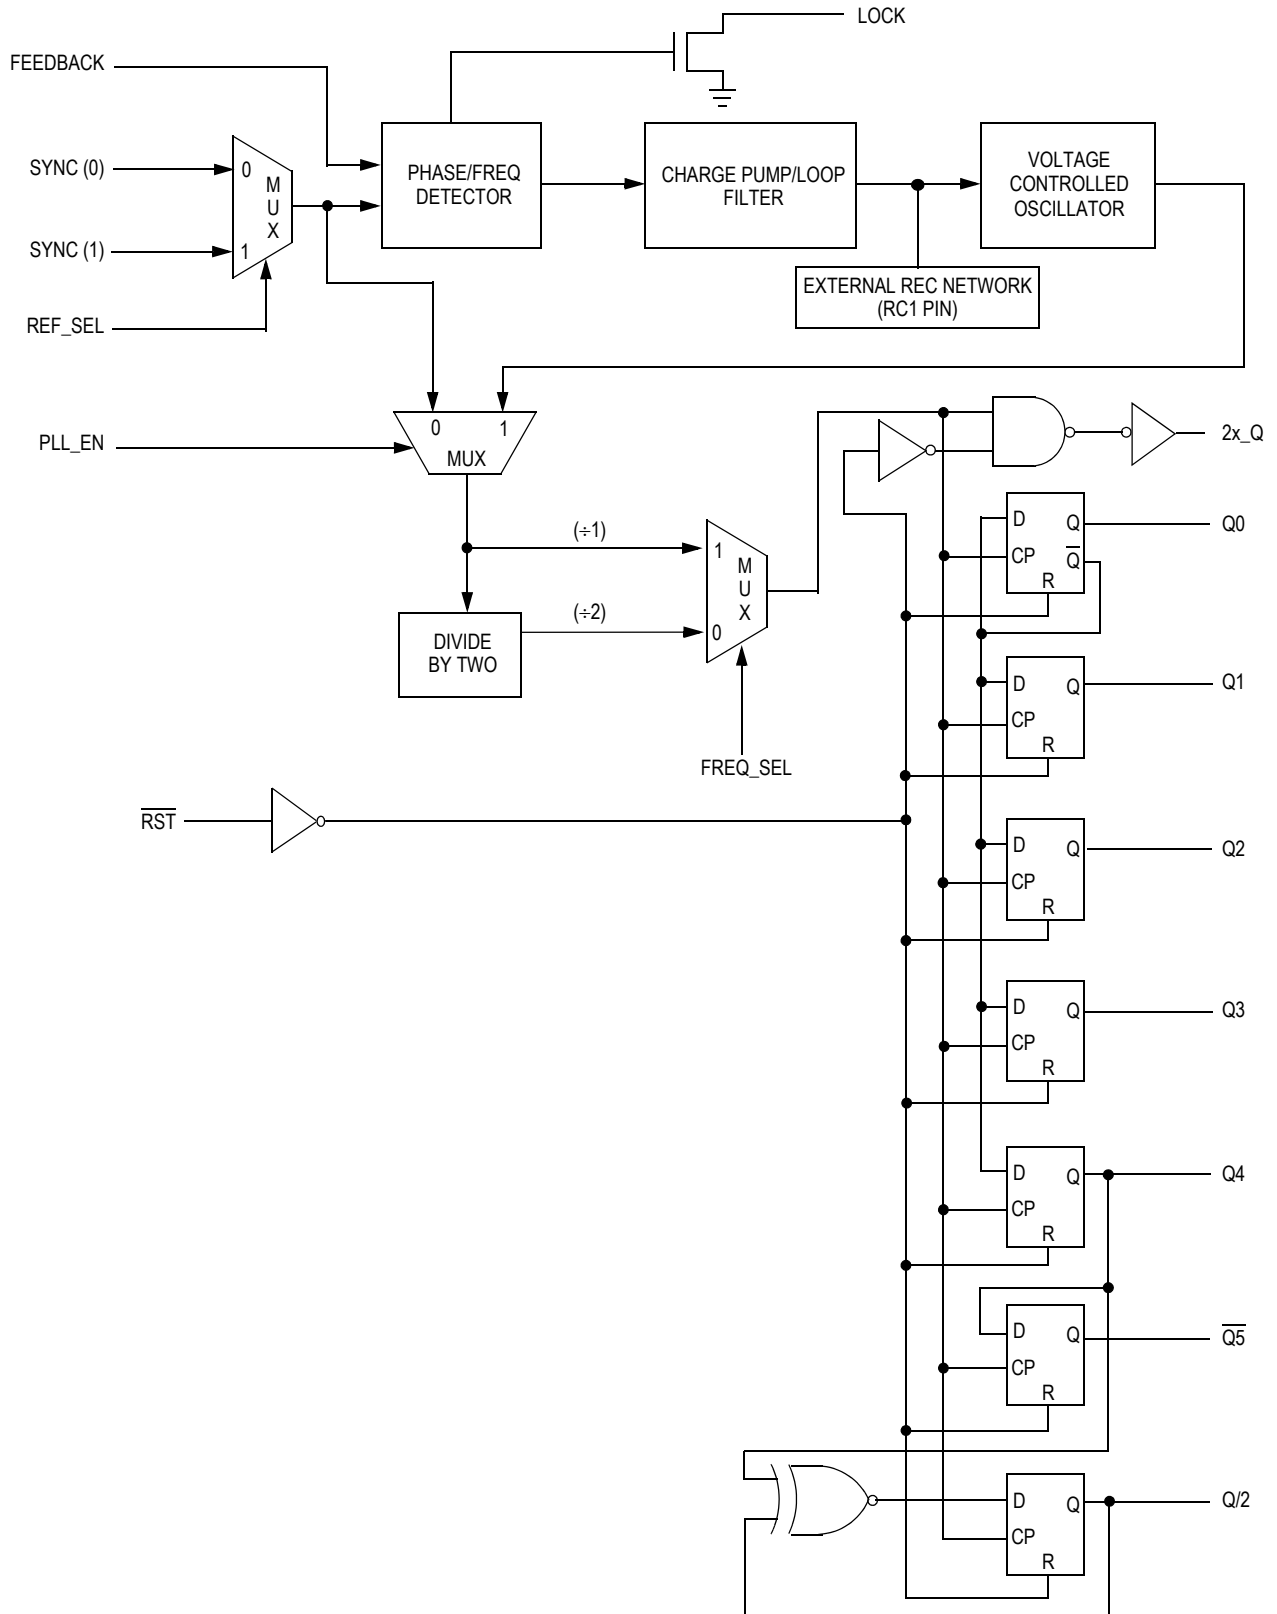 LOCK
FEEDBACK
SYNC (0)
SYNC (1)
REF_SEL
0
1
M
U
X
PHASE/FREQ
DETECTOR
CHARGE PUMP/LOOP
FILTER
VOLTAGE
CONTROLLED
OSCILLATOR
EXTERNAL REC NETWORK
(RC1 PIN)
PLL_EN
0
1
MUX
(÷1)
(÷2)
DIVIDE
BY TWO
1
0
M
U
X
FREQ_SEL
2x_Q
D
Q
CP
Q̅
R
Q0
D
Q
CP
R
Q1
R̅S̅T̅
D
Q
CP
R
Q2
D
Q
CP
R
Q3
D
Q
CP
R
Q4
D
Q
CP
R
Q̅5̅
D
Q
CP
R
Q/2